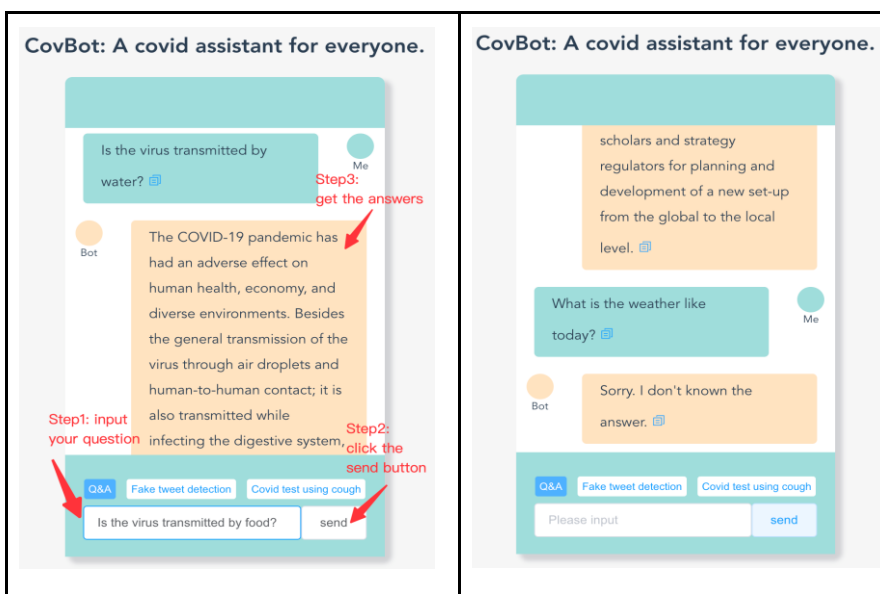 CovBot: A covid assistant for everyone.
Is the virus transmitted by
water?
Me
Step3:
get the answers
Bot
The COVID-19 pandemic has
had an adverse effect on
human health, economy, and
diverse environments. Besides
the general transmission of the
virus through air droplets and
human-to-human contact; it is
also transmitted while
infecting the digestive system,
Step1: input
your question
Step2:
click the
send button
Q&A Fake tweet detection Covid test using cough
Is the virus transmitted by food? send
CovBot: A covid assistant for everyone.
scholars and strategy
regulators for planning and
development of a new set-up
from the global to the local
level.
What is the weather like
today?
Me
Bot
Sorry. I don't known the
answer.
Q&A Fake tweet detection Covid test using cough
Please input send